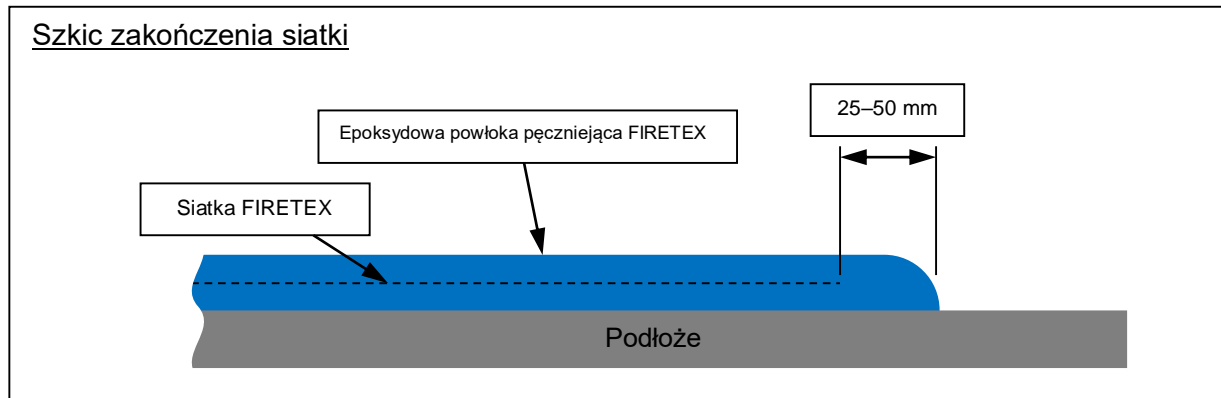 Szkic zakończenia siatki
25–50 mm
Epoksydowa powłoka pęczniejąca FIRETEX
Siatka FIRETEX
Podłoże